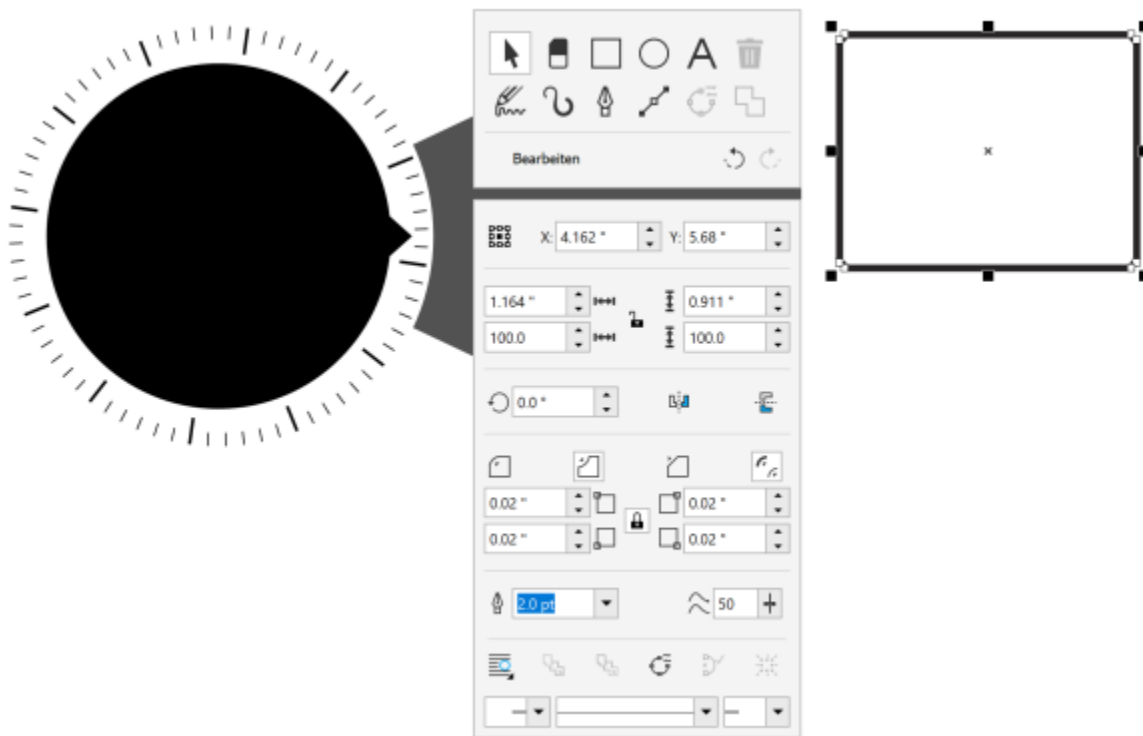 A
Bearbeiten
X: 4.162 " Y: 5.68 "
1.164 " 0.911 "
100.0 100.0
0.0 °
0.02 " 0.02 "
0.02 " 0.02 "
2.0 pt 50